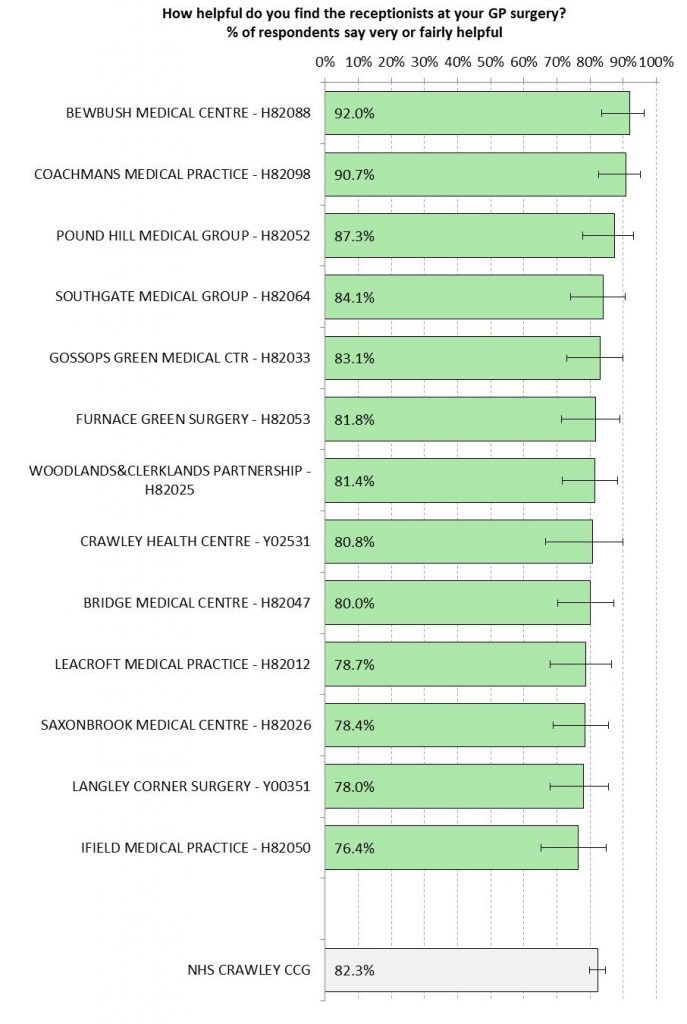 How helpful do you find the receptionists at your GP surgery?
% of respondents say very or fairly helpful
0% 10% 20% 30% 40% 50% 60% 70% 80% 90% 100%
BEWBUSH MEDICAL CENTRE - H82088 92.0%
COACHMANS MEDICAL PRACTICE - H82098 90.7%
POUND HILL MEDICAL GROUP - H82052 87.3%
SOUTHGATE MEDICAL GROUP - H82064 84.1%
GOSSOPS GREEN MEDICAL CTR - H82033 83.1%
FURNACE GREEN SURGERY - H82053 81.8%
WOODLANDS&CLERKLANDS PARTNERSHIP -
H82025 81.4%
CRAWLEY HEALTH CENTRE - Y02531 80.8%
BRIDGE MEDICAL CENTRE - H82047 80.0%
LEACROFT MEDICAL PRACTICE - H82012 78.7%
SAXONBROOK MEDICAL CENTRE - H82026 78.4%
LANGLEY CORNER SURGERY - Y00351 78.0%
IFIELD MEDICAL PRACTICE - H82050 76.4%
NHS CRAWLEY CCG 82.3%